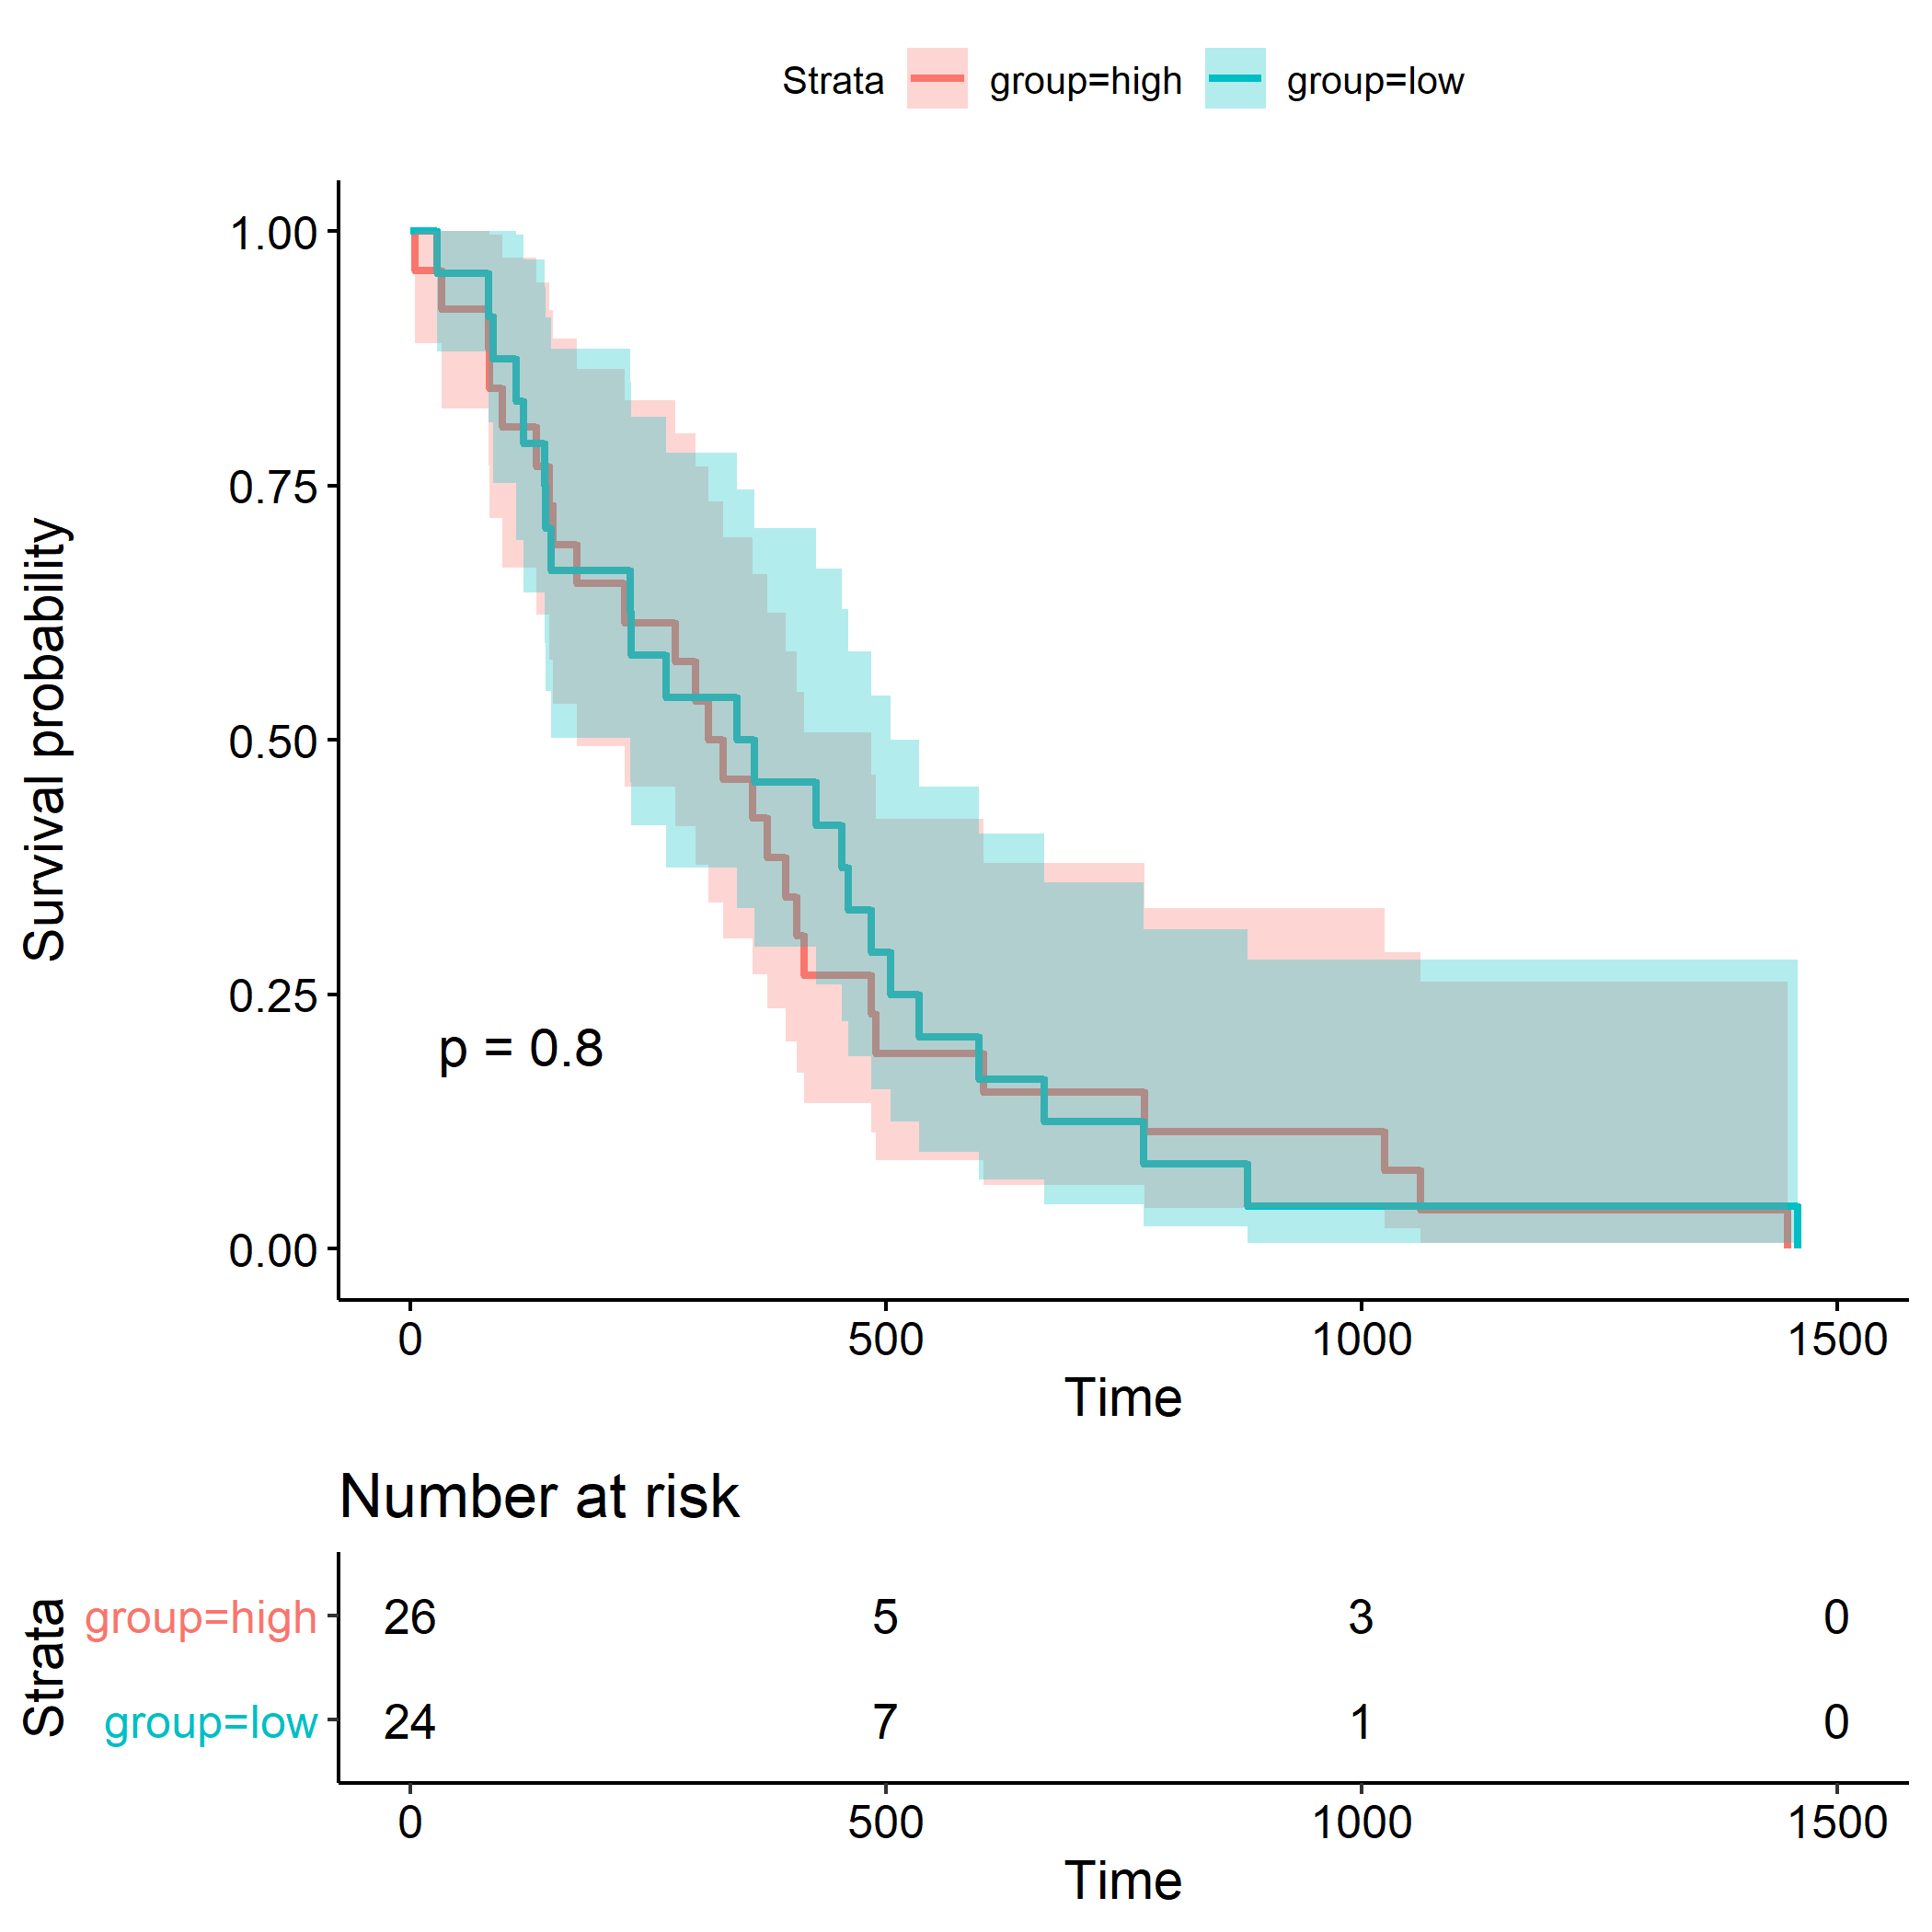 Strata group=high group=low
1.00
0.75
0.50
0.25
0.00
Survival probability
p = 0.8
0 500 1000 1500
Time
Number at risk
Strata
group=high 26 5 3 0
group=low 24 7 1 0
0 500 1000 1500
Time